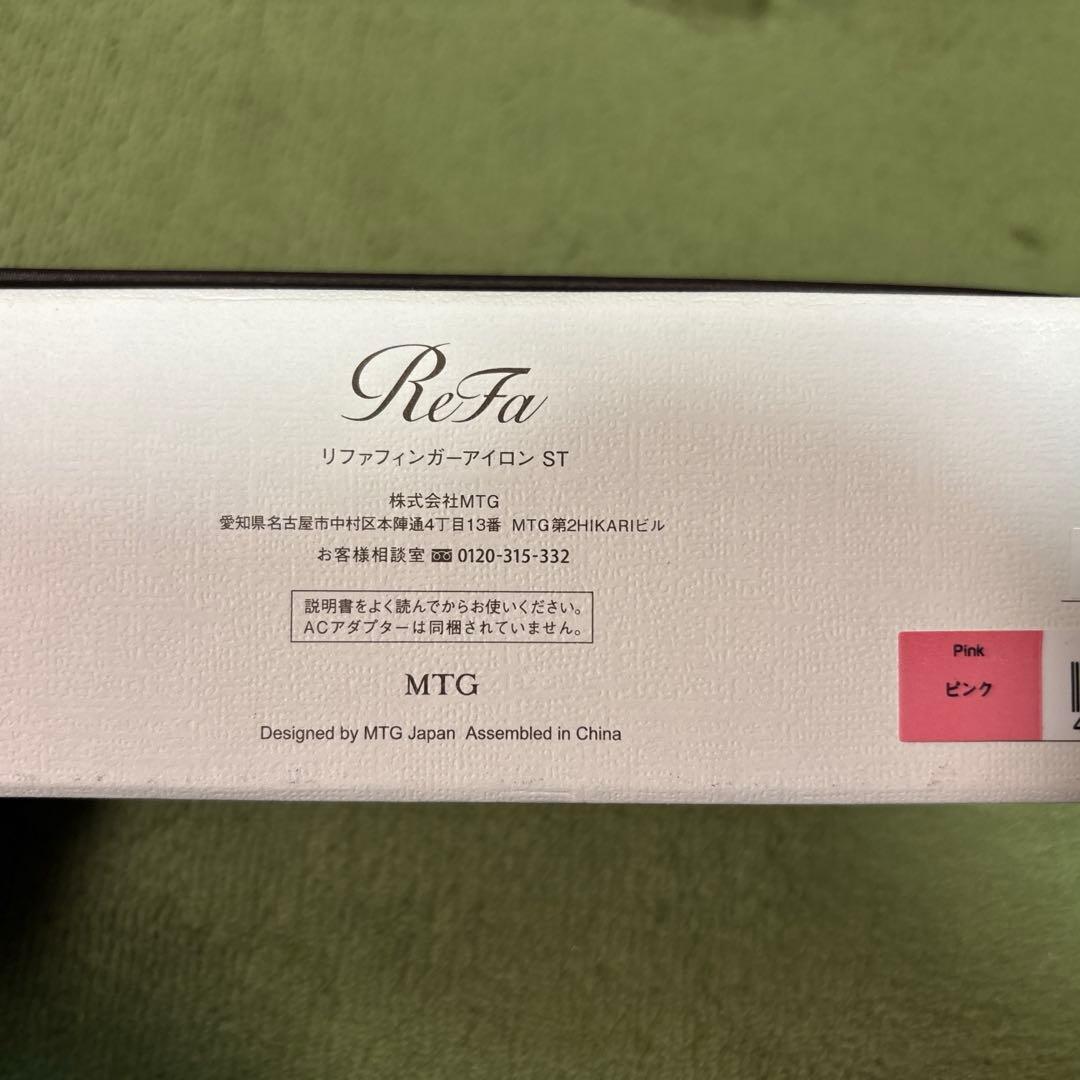 ReFa
リファフィンガーアイロン ST
株式会社MTG
愛知県名古屋市中村区本陣通4丁目13番 MTG第2HIKARIビル
お客様相談室 0120-315-332
説明書をよく読んでからお使いください。
ACアダプターは同梱されていません。
MTG
Designed by MTG Japan Assembled in China
Pink
ピンク
4